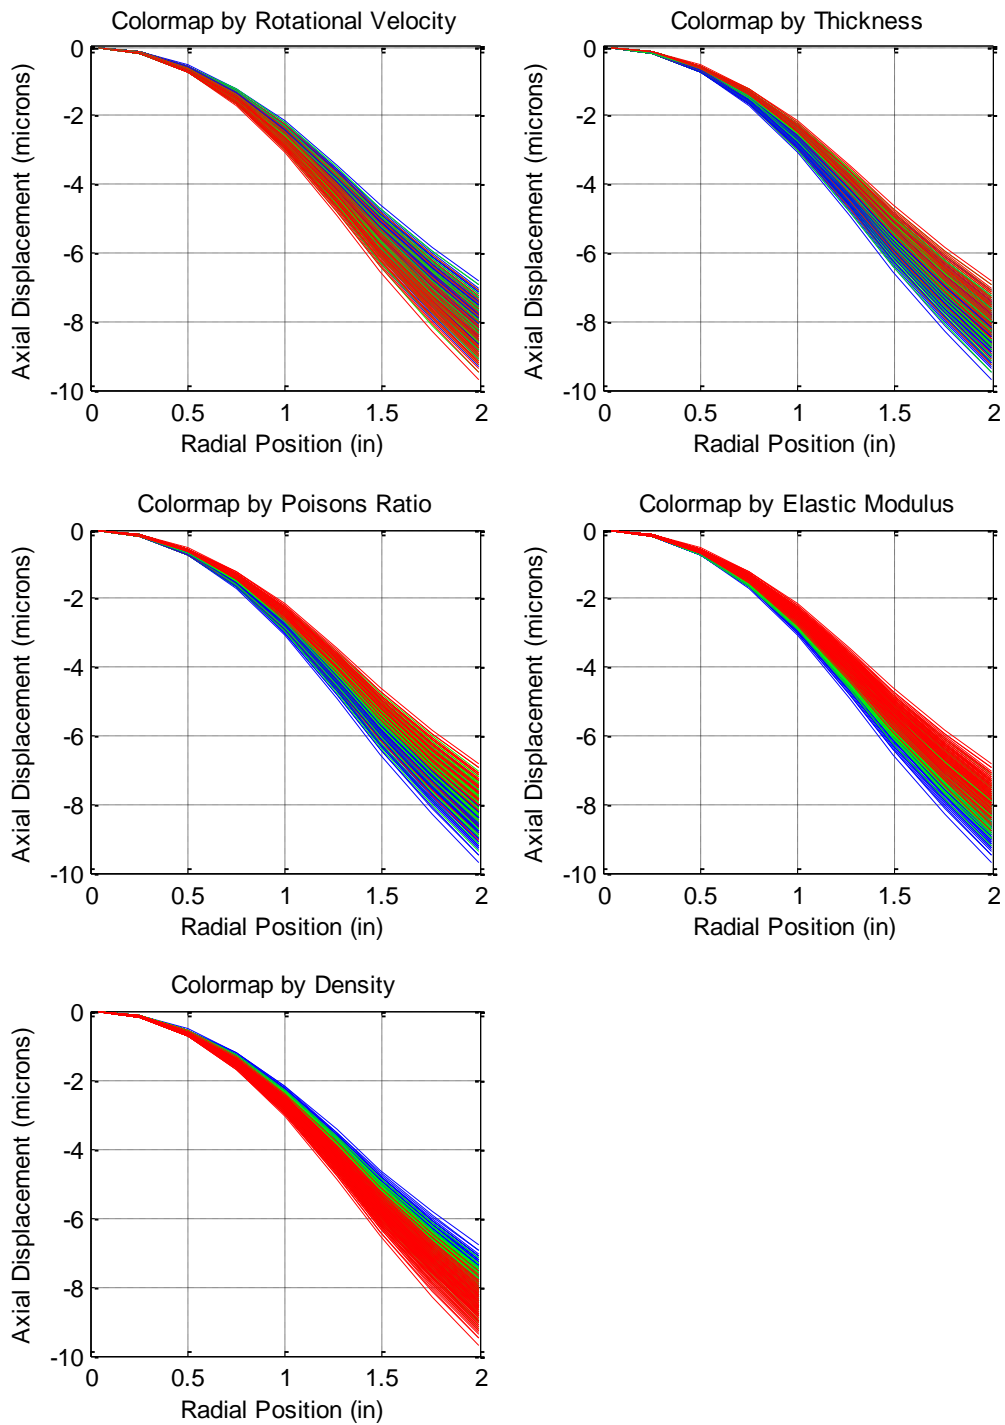 Colormap by Rotational Velocity
0
-2
-4
-6
-8
-10
Axial Displacement (microns)
0 0.5 1 1.5 2
Radial Position (in)
Colormap by Thickness
0
-2
-4
-6
-8
-10
Axial Displacement (microns)
0 0.5 1 1.5 2
Radial Position (in)
Colormap by Poisons Ratio
0
-2
-4
-6
-8
-10
Axial Displacement (microns)
0 0.5 1 1.5 2
Radial Position (in)
Colormap by Elastic Modulus
0
-2
-4
-6
-8
-10
Axial Displacement (microns)
0 0.5 1 1.5 2
Radial Position (in)
Colormap by Density
0
-2
-4
-6
-8
-10
Axial Displacement (microns)
0 0.5 1 1.5 2
Radial Position (in)